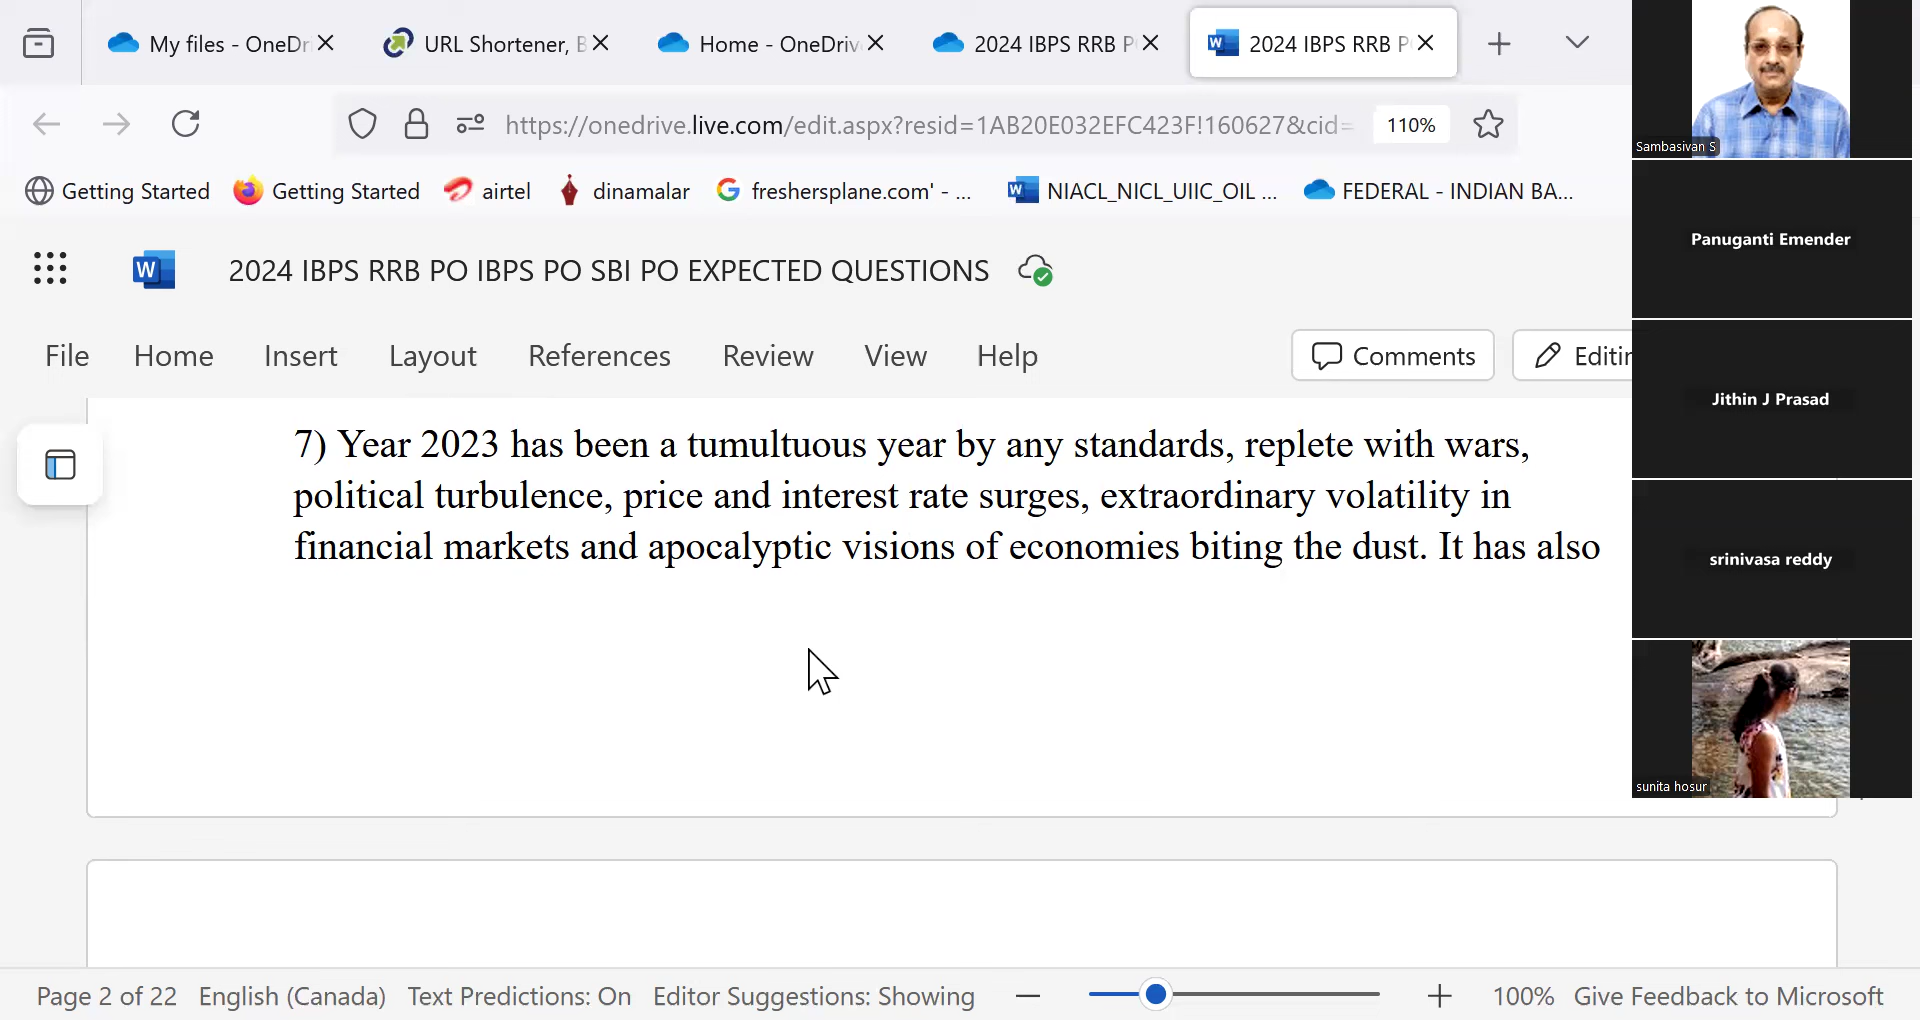 My files - OneDr
URL Shortener, B
Home - OneDriv
2024 IBPS RRB P
2024 IBPS RRB P
https://onedrive.live.com/edit.aspx?resid=1AB20E032EFC423F!160627&cid=
110%
Getting Started
Getting Started
airtel
dinamalar
freshersplane.com' - ...
NIACL_NICL_UIIC_OIL ...
FEDERAL - INDIAN BA...
2024 IBPS RRB PO IBPS PO SBI PO EXPECTED QUESTIONS
File Home Insert Layout References Review View Help
Comments
Editin
7) Year 2023 has been a tumultuous year by any standards, replete with wars,
political turbulence, price and interest rate surges, extraordinary volatility in
financial markets and apocalyptic visions of economies biting the dust. It has also
Sambasivan S
Panuganti Emender
Jithin J Prasad
srinivasa reddy
sunita hosur
Page 2 of 22 English (Canada) Text Predictions: On Editor Suggestions: Showing 100% Give Feedback to Microsoft